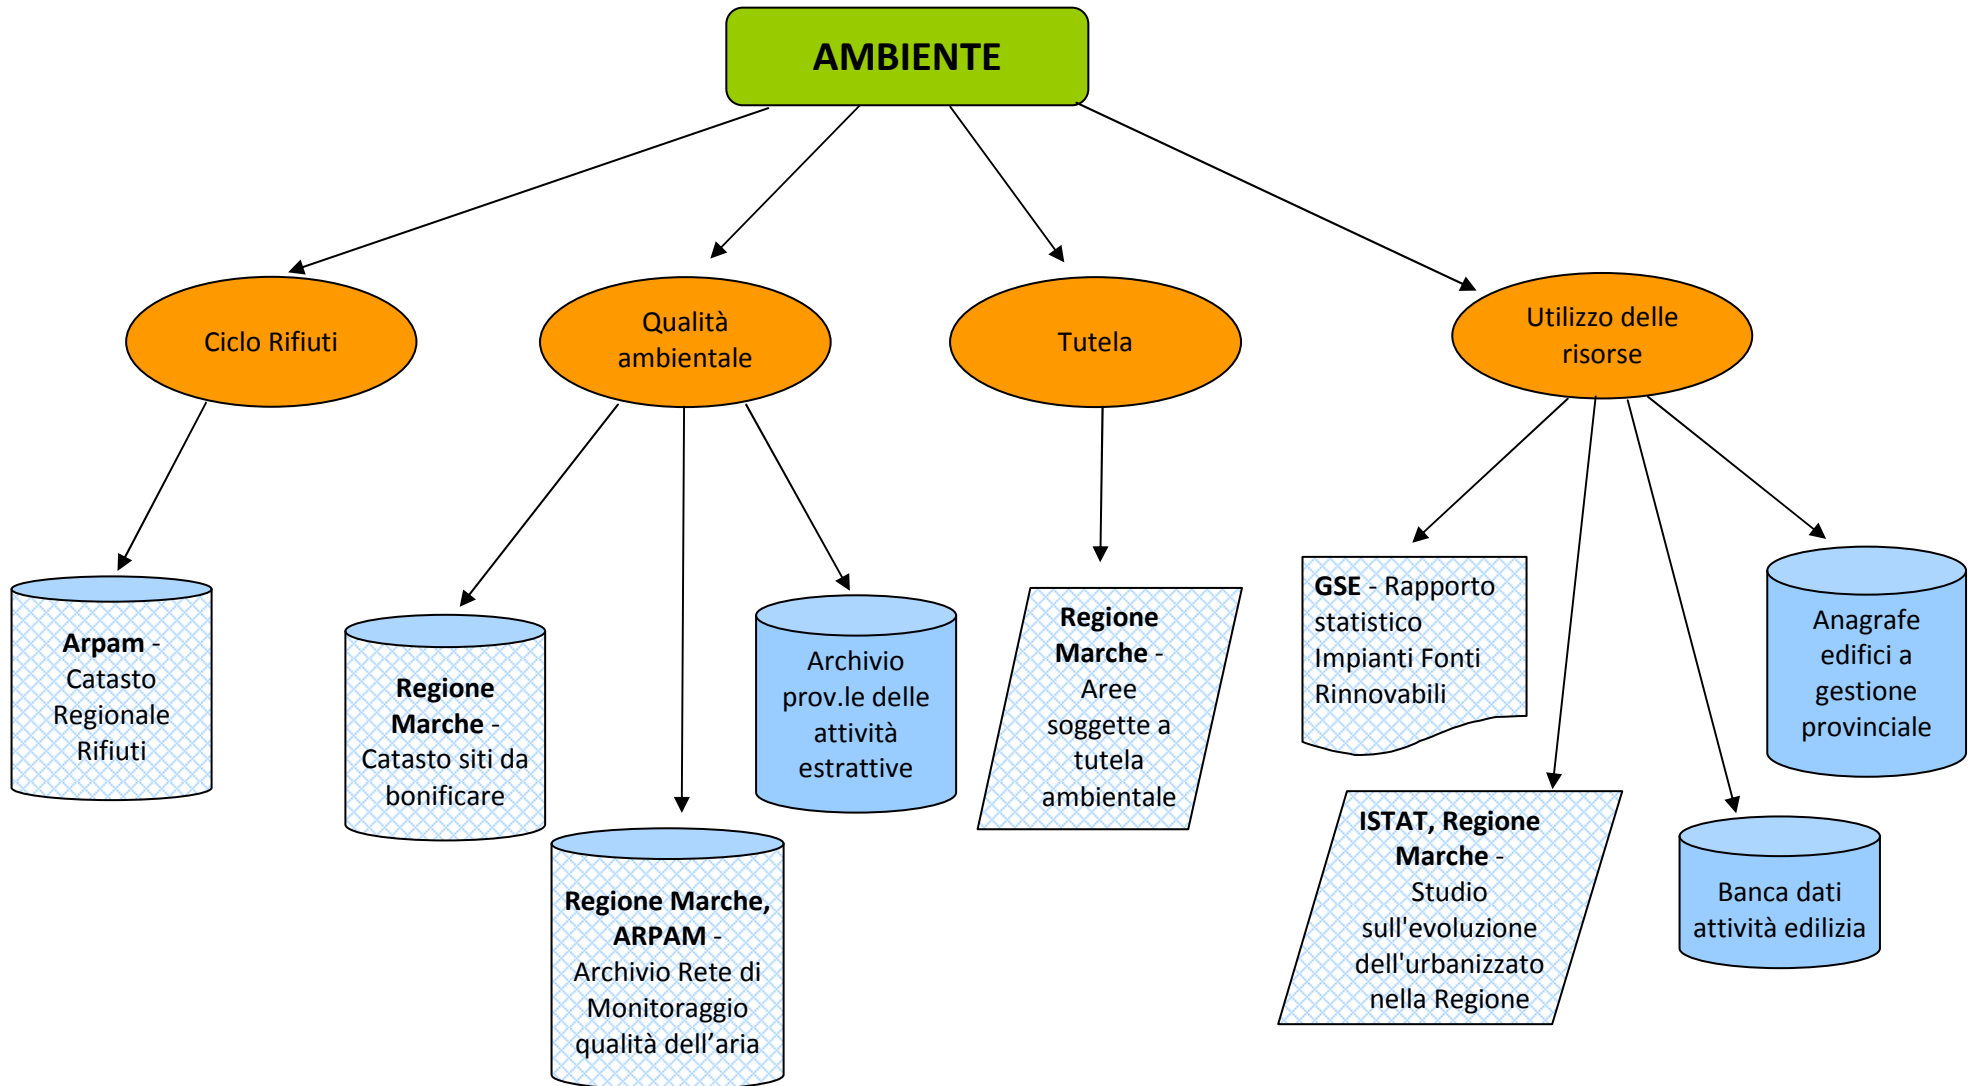 AMBIENTE
Ciclo Rifiuti
Qualità
ambientale
Tutela
Utilizzo delle
risorse
Arpam -
Catasto
Regionale
Rifiuti
Regione
Marche -
Catasto siti da
bonificare
Regione Marche,
ARPAM -
Archivio Rete di
Monitoraggio
qualità dell’aria
Archivio
prov.le delle
attività
estrattive
Regione
Marche -
Aree
soggette a
tutela
ambientale
GSE - Rapporto
statistico
Impianti Fonti
Rinnovabili
ISTAT, Regione
Marche -
Studio
sull'evoluzione
dell'urbanizzato
nella Regione
Banca dati
attività edilizia
Anagrafe
edifici a
gestione
provinciale